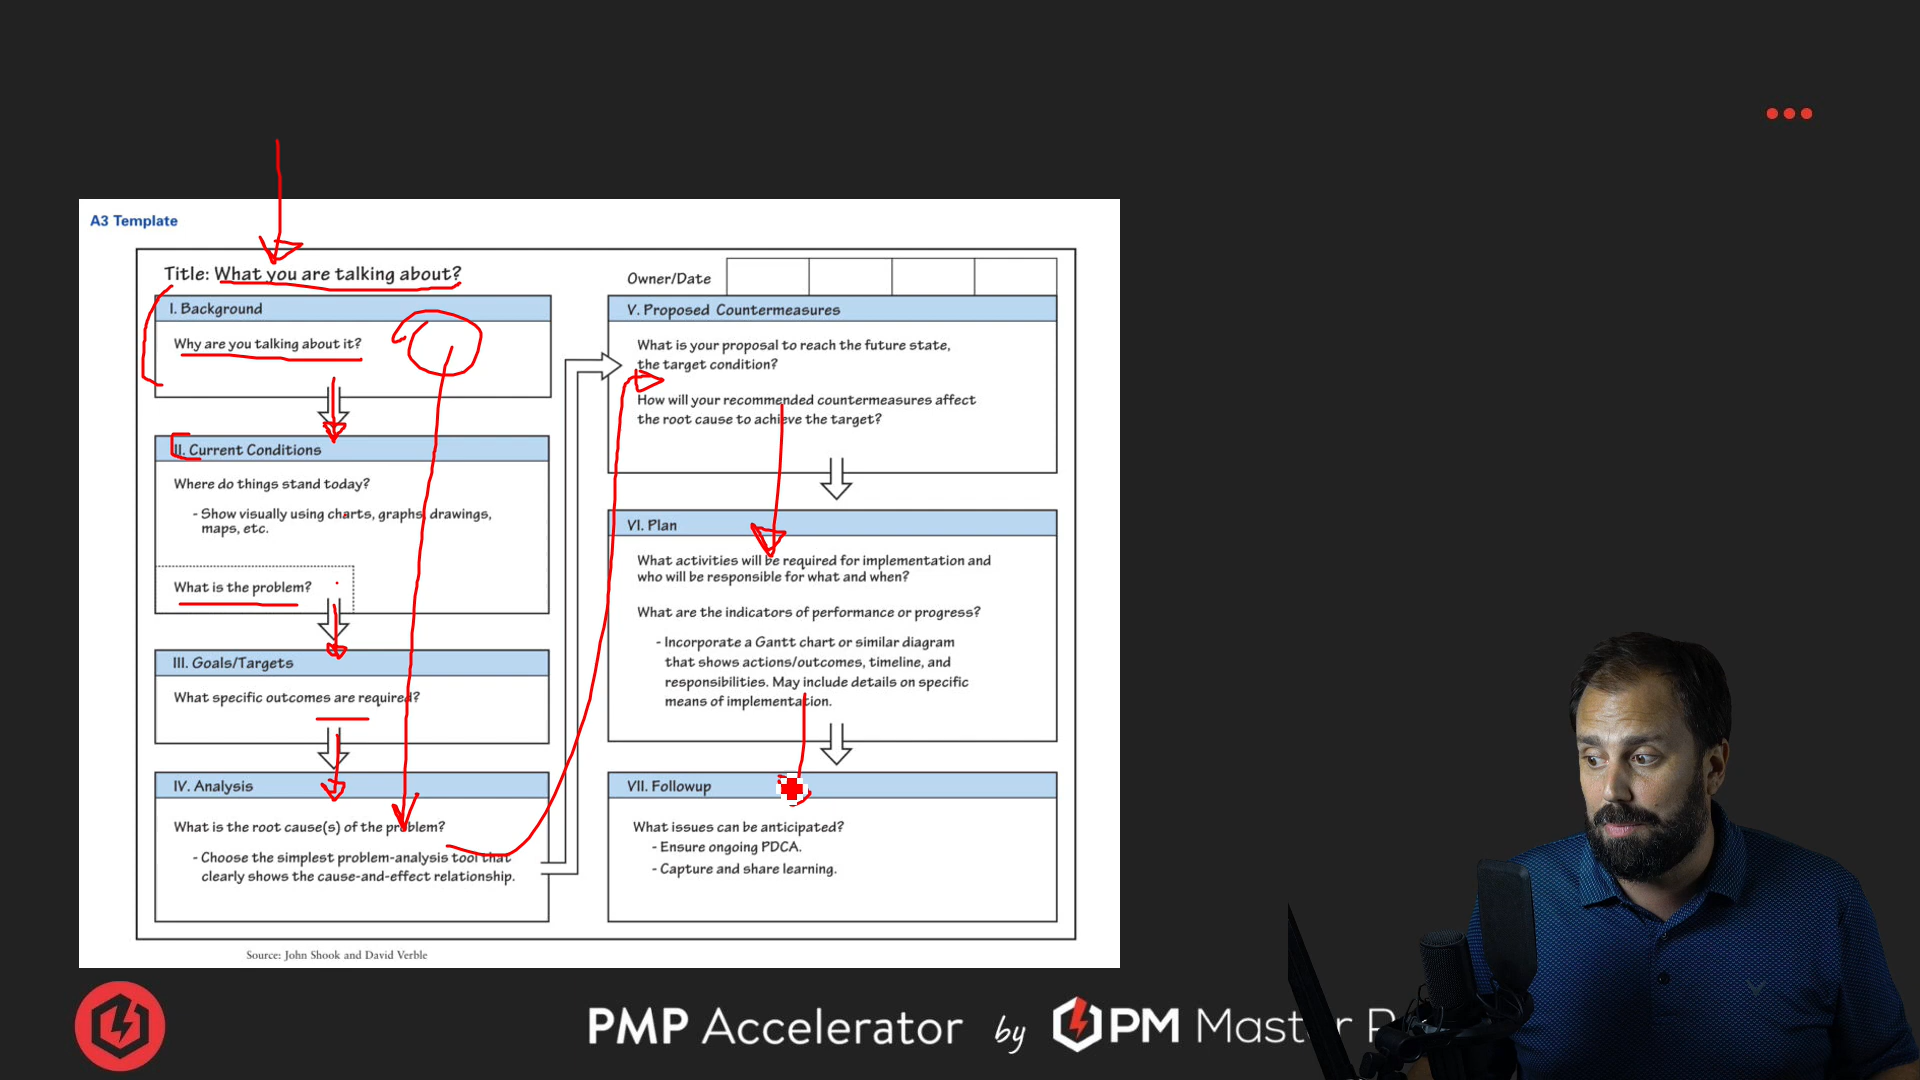 A3 Template
Title: What you are talking about?
Owner/Date
I. Background
Why are you talking about it?
II. Current Conditions
Where do things stand today?
- Show visually using charts, graphs, drawings,
maps, etc.
What is the problem?
III. Goals/Targets
What specific outcomes are required?
IV. Analysis
What is the root cause(s) of the problem?
- Choose the simplest problem-analysis tool that
clearly shows the cause-and-effect relationship.
V. Proposed Countermeasures
What is your proposal to reach the future state,
the target condition?
How will your recommended countermeasures affect
the root cause to achieve the target?
VI. Plan
What activities will be required for implementation and
who will be responsible for what and when?
What are the indicators of performance or progress?
- Incorporate a Gantt chart or similar diagram
that shows actions/outcomes, timeline, and
responsibilities. May include details on specific
means of implementation.
VII. Followup
What issues can be anticipated?
- Ensure ongoing PDCA.
- Capture and share learning.
Source: John Shook and David Verble
PMP Accelerator by PM Master